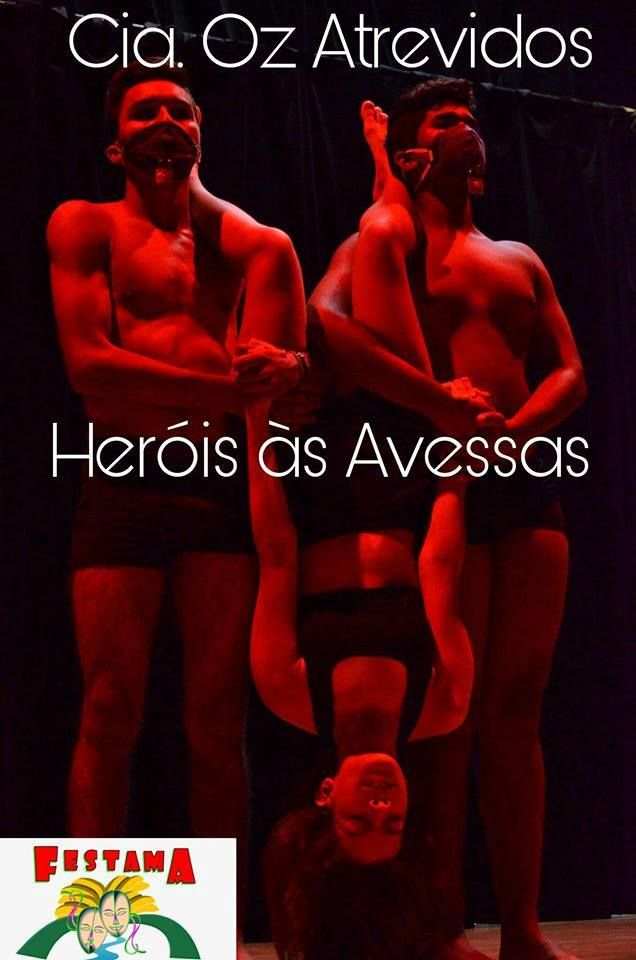 Cia. Oz Atrevidos
Heróis às Avessas
FESTAMA